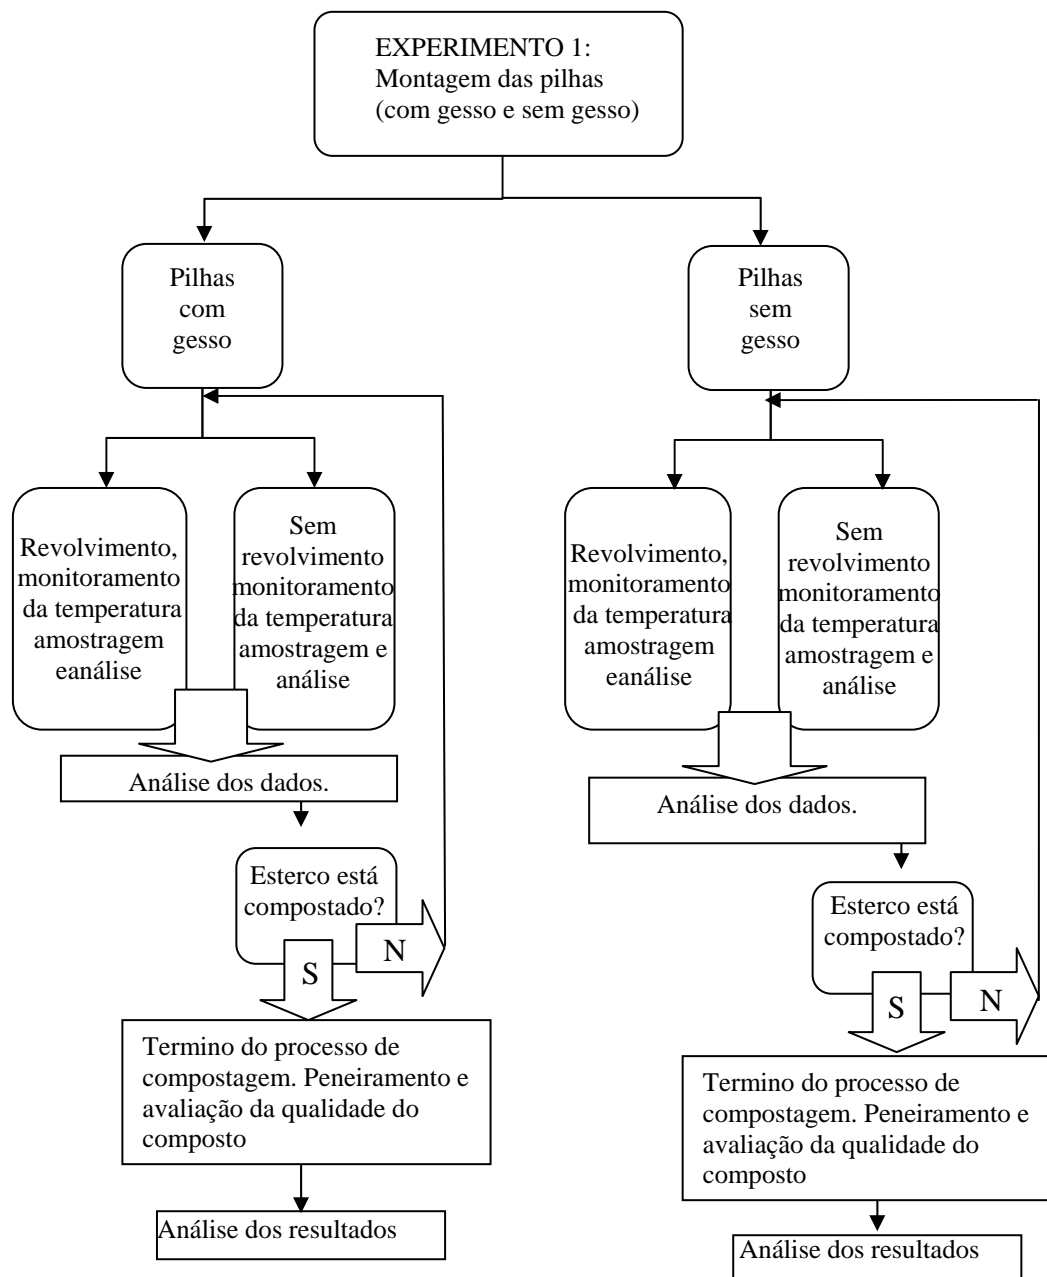 EXPERIMENTO 1:
Montagem das pilhas
(com gesso e sem gesso)
Pilhas
com
gesso
Pilhas
sem
gesso
Revolvimento,
monitoramento
da temperatura
amostragem
eanálise
Sem
revolvimento
monitoramento
da temperatura
amostragem e
análise
Revolvimento,
monitoramento
da temperatura
amostragem
eanálise
Sem
revolvimento
monitoramento
da temperatura
amostragem e
análise
Análise dos dados.
Análise dos dados.
Esterco está
compostado?
N
S
Esterco está
compostado?
N
S
Termino do processo de
compostagem. Peneiramento e
avaliação da qualidade do
composto
Termino do processo de
compostagem. Peneiramento e
avaliação da qualidade do
composto
Análise dos resultados
Análise dos resultados